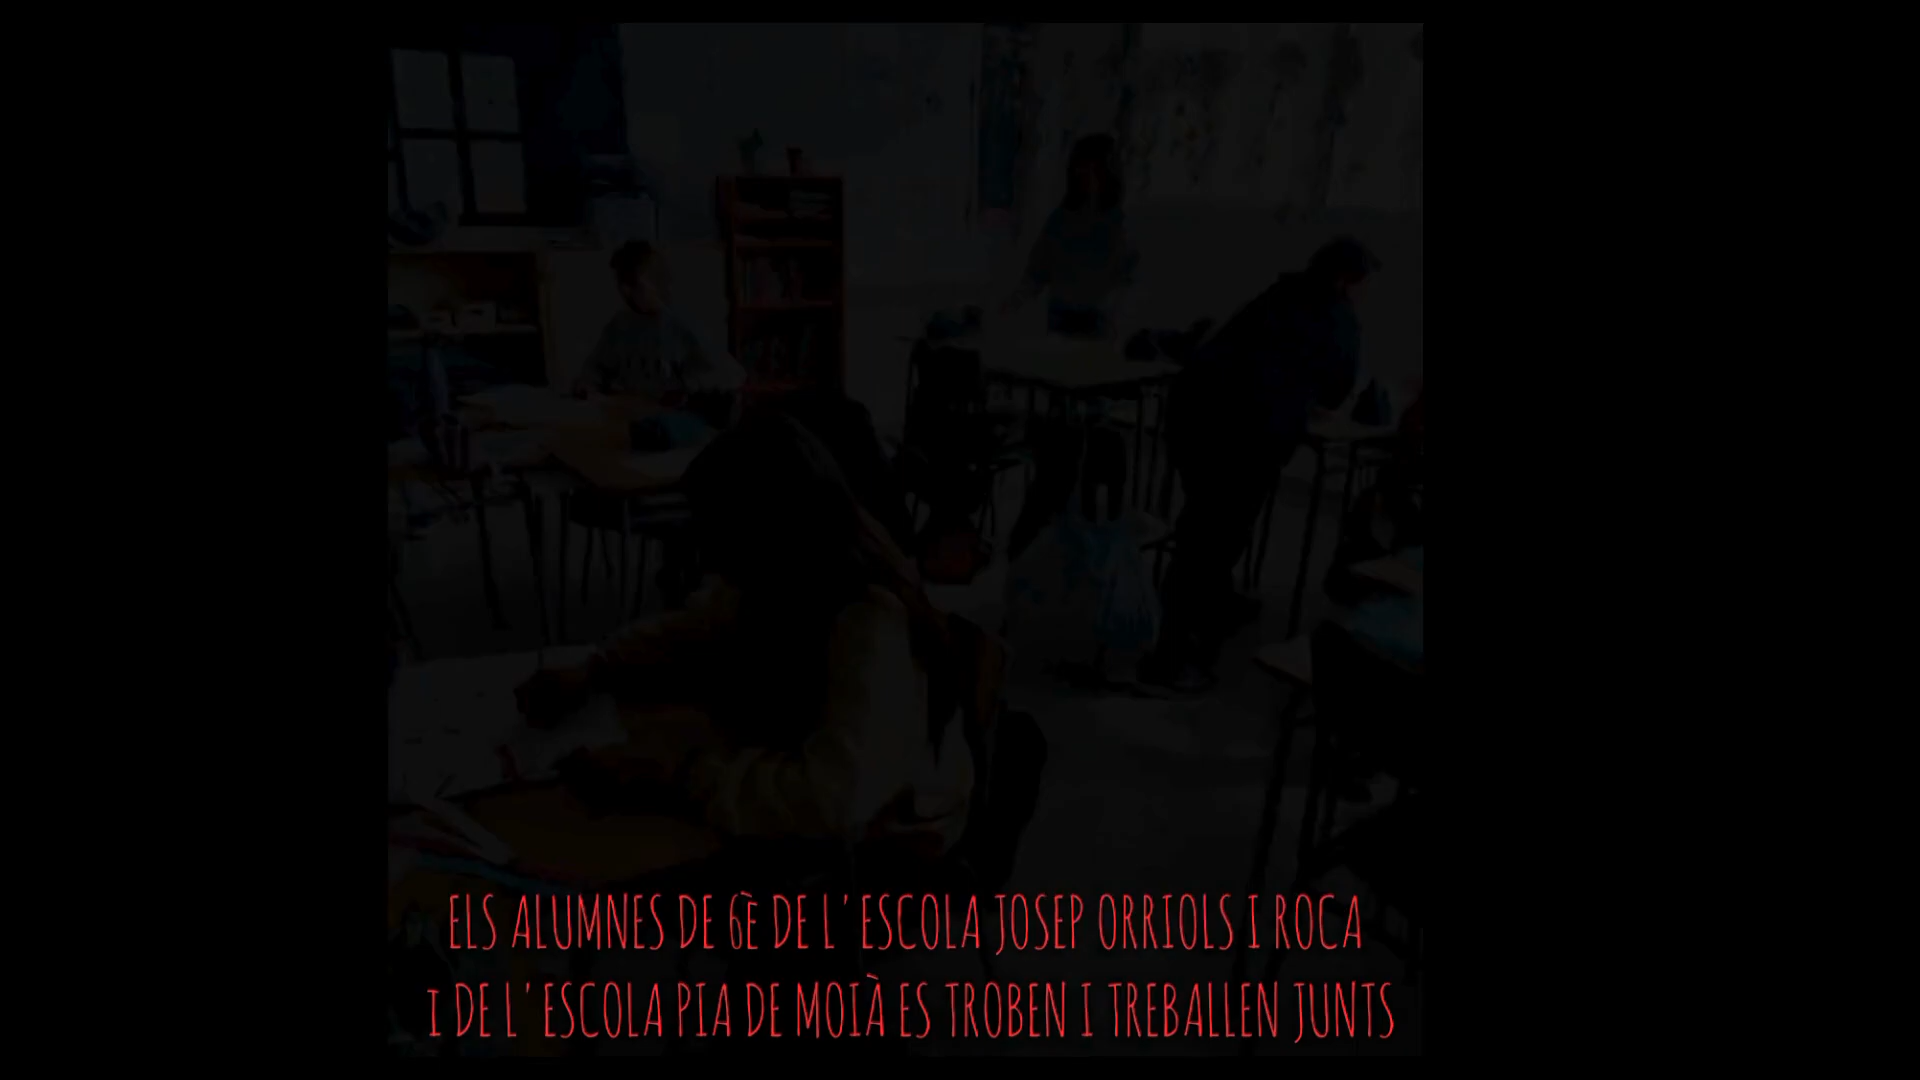 ELS ALUMNES DE 6È DE L'ESCOLA JOSEP ORRIOLS I ROCA
I DE L'ESCOLA PIA DE MOIÀ ES TROBEN I TREBALLEN JUNTS